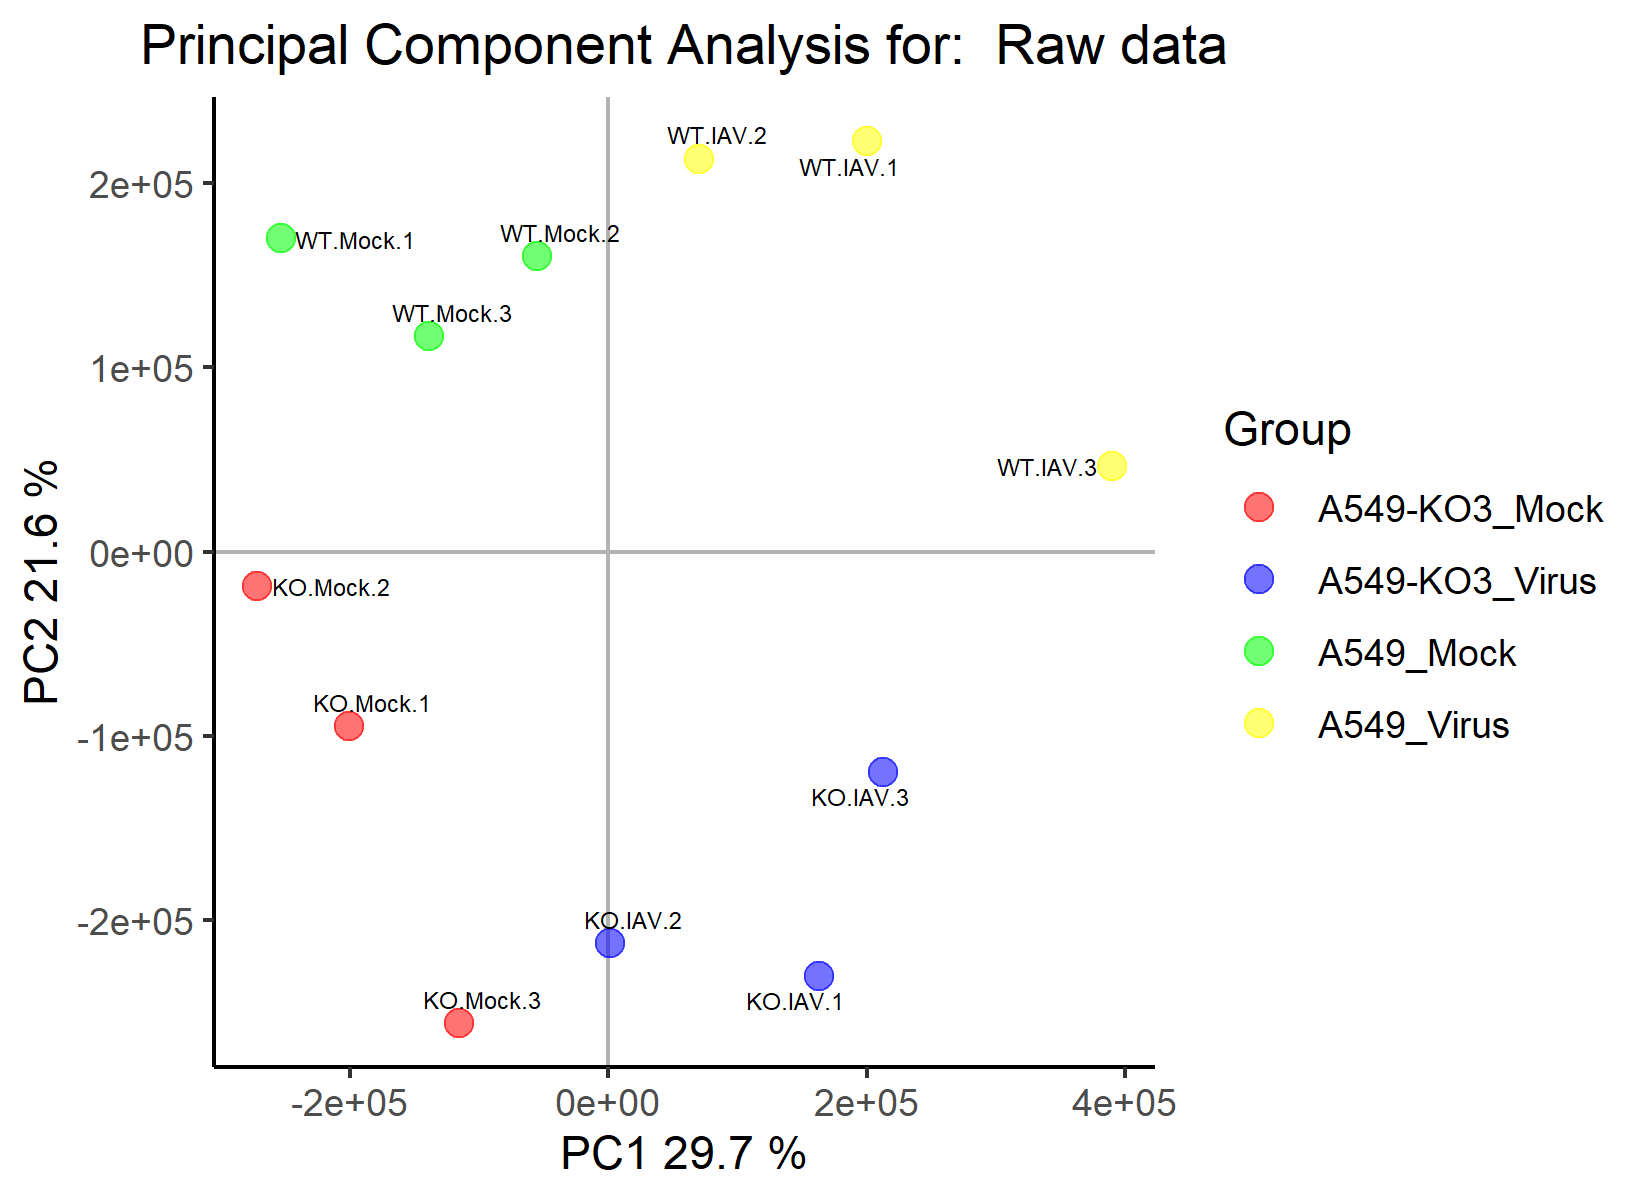 Principal Component Analysis for:  Raw data
WT.IAV.2
WT.IAV.1
2e+05
WT.Mock.1
WT.Mock.2
WT.Mock.3
1e+05
WT.IAV.3
0e+00
KO.Mock.2
KO.Mock.1
-1e+05
KO.IAV.3
-2e+05
KO.IAV.2
KO.IAV.1
KO.Mock.3
PC2 21.6 %
-2e+05
0e+00
2e+05
4e+05
PC1 29.7 %
Group
A549-KO3_Mock
A549-KO3_Virus
A549_Mock
A549_Virus